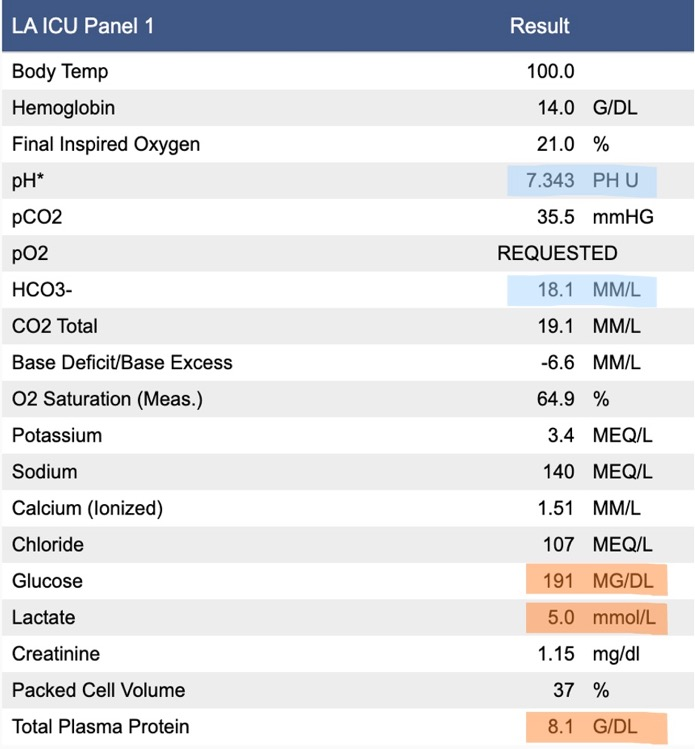 LA ICU Panel 1 Result
Body Temp 100.0
Hemoglobin 14.0 G/DL
Final Inspired Oxygen 21.0 %
pH* 7.343 PH U
pCO2 35.5 mmHG
pO2 REQUESTED
HCO3- 18.1 MM/L
CO2 Total 19.1 MM/L
Base Deficit/Base Excess -6.6 MM/L
O2 Saturation (Meas.) 64.9 %
Potassium 3.4 MEQ/L
Sodium 140 MEQ/L
Calcium (Ionized) 1.51 MM/L
Chloride 107 MEQ/L
Glucose 191 MG/DL
Lactate 5.0 mmol/L
Creatinine 1.15 mg/dl
Packed Cell Volume 37 %
Total Plasma Protein 8.1 G/DL